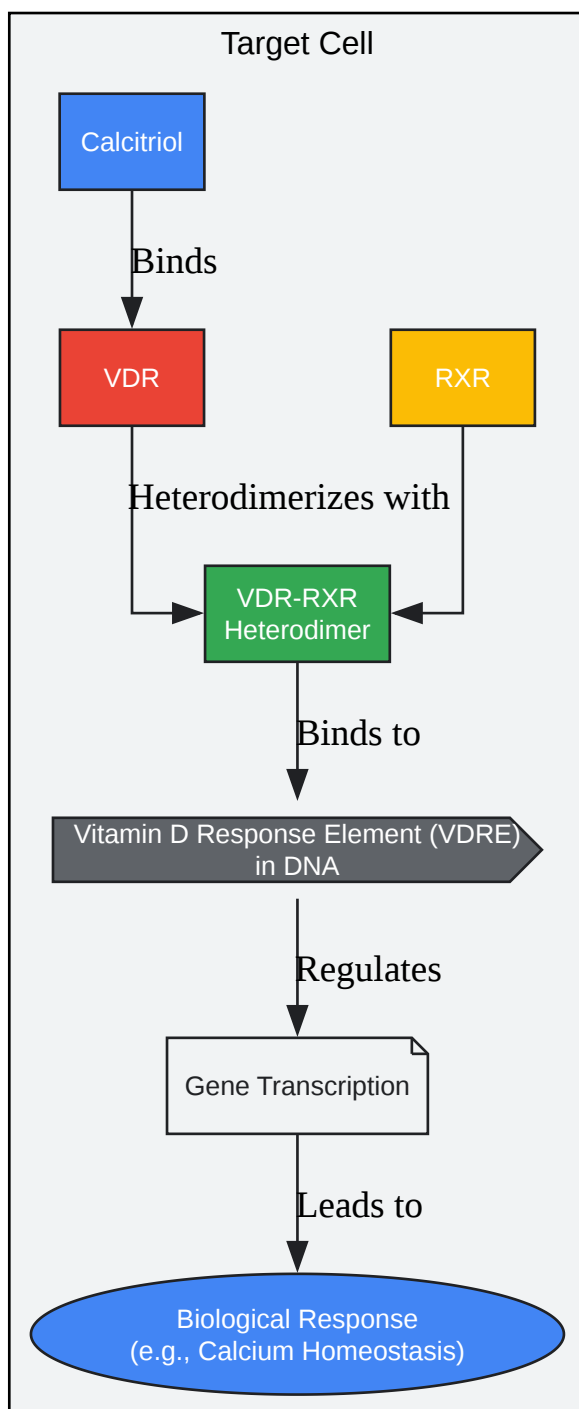 Target Cell
Calcitriol
Binds
VDR
RXR
Heterodimerizes with
VDR-RXR
Heterodimer
Binds to
Vitamin D Response Element (VDRE)
in DNA
Regulates
Gene Transcription
Leads to
Biological Response
(e.g., Calcium Homeostasis)